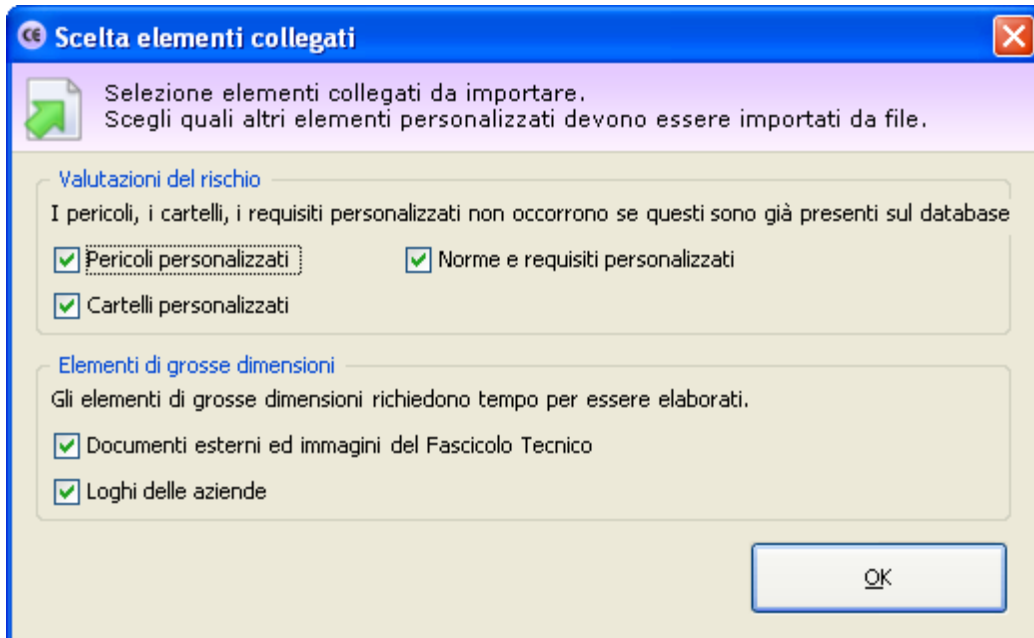 CE Scelta elementi collegati
Selezione elementi collegati da importare.
Scegli quali altri elementi personalizzati devono essere importati da file.
Valutazioni del rischio
I pericoli, i cartelli, i requisiti personalizzati non occorrono se questi sono già presenti sul database
Pericoli personalizzati
Norme e requisiti personalizzati
Cartelli personalizzati
Elementi di grosse dimensioni
Gli elementi di grosse dimensioni richiedono tempo per essere elaborati.
Documenti esterni ed immagini del Fascicolo Tecnico
Loghi delle aziende
OK